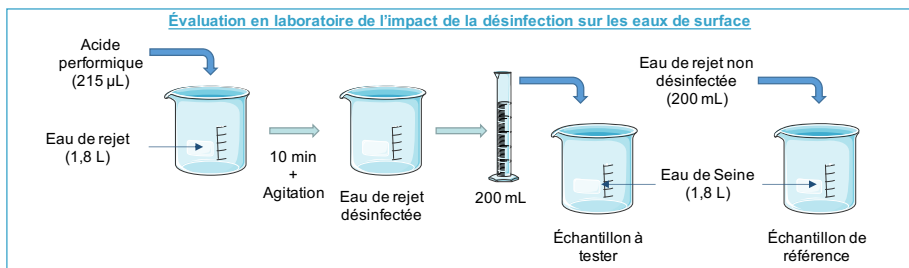 Évaluation en laboratoire de l'impact de la désinfection sur les eaux de surface
Acide
performique
(215 µL)
Eau de rejet
(1,8 L)
10 min
+
Agitation
Eau de rejet
désinfectée
200 mL
Échantillon à
tester
Eau de rejet non
désinfectée
(200 mL)
Eau de Seine
(1,8 L)
Échantillon de
référence